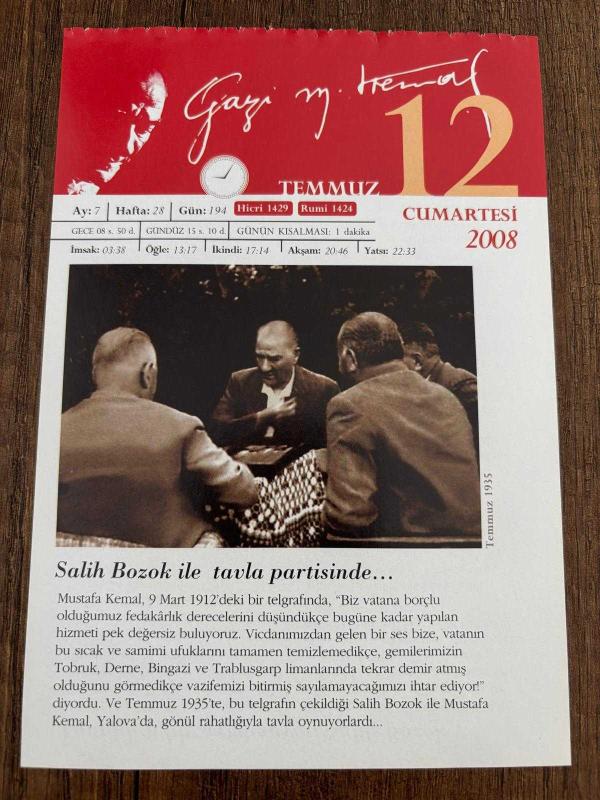 Gazi M. Kemal
TEMMUZ 12
CUMARTESİ
2008
Ay: 7 | Hafta: 28 | Gün: 194 Hicri 1429 Rumi 1424
GECE 08 s. 50 d. GÜNDÜZ 15 s. 10 d. GÜNÜN KISALMASI: 1 dakika
İmsak: 03:38 Öğle: 13:17 İkindi: 17:14 Akşam: 20:46 Yatsı: 22:33
Temmuz 1935
Salih Bozok ile tavla partisinde...
Mustafa Kemal, 9 Mart 1912'deki bir telgrafında, “Biz vatana borçlu
olduğumuz fedakârlık derecelerini düşündükçe bugüne kadar yapılan
hizmeti pek değersiz buluyoruz. Vicdanımızdan gelen bir ses bize, vatanın
bu sıcak ve samimi ufuklarını tamamen temizlemedikçe, gemilerimizin
Tobruk, Derne, Bingazi ve Trablusgarp limanlarında tekrar demir atmış
olduğunu görmedikçe vazifemizi bitirmiş sayılamayacağımızı ihtar ediyor!”
diyordu. Ve Temmuz 1935'te, bu telgrafın çekildiği Salih Bozok ile Mustafa
Kemal, Yalova'da, gönül rahatlığıyla tavla oynuyorlardı...